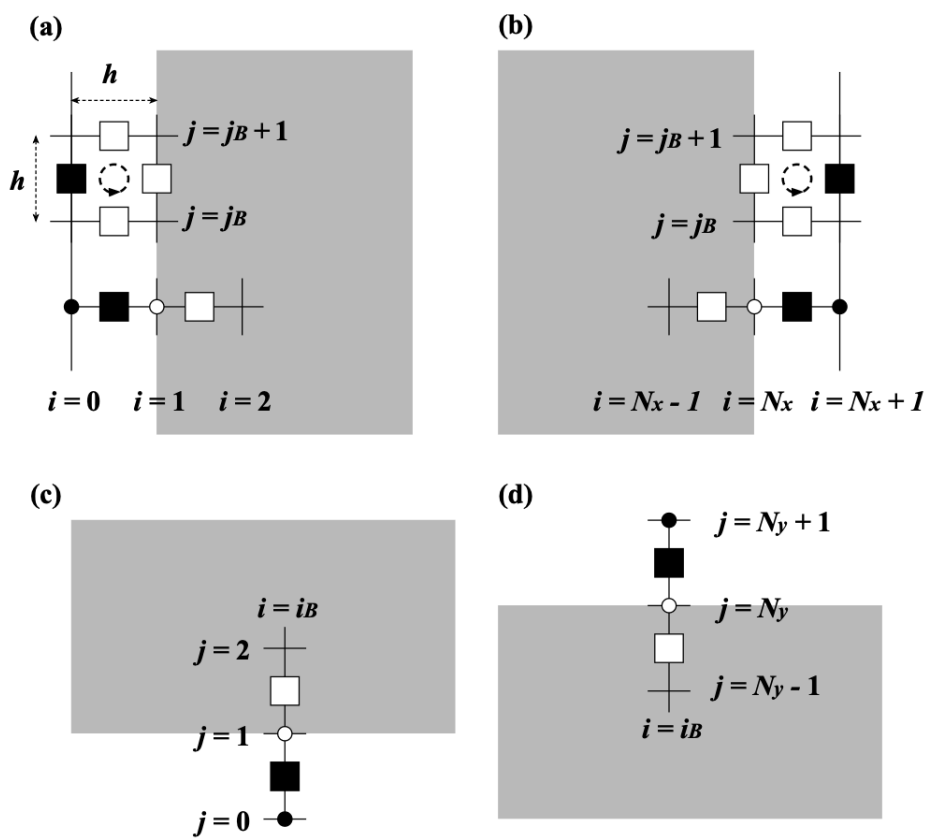 (a)
h
j = jB + 1
h
j = jB
i = 0 i = 1 i = 2
(b)
j = jB + 1
j = jB
i = Nx - 1 i = Nx i = Nx + 1
(c)
i = iB
j = 2
j = 1
j = 0
(d)
j = Ny + 1
j = Ny
j = Ny - 1
i = iB